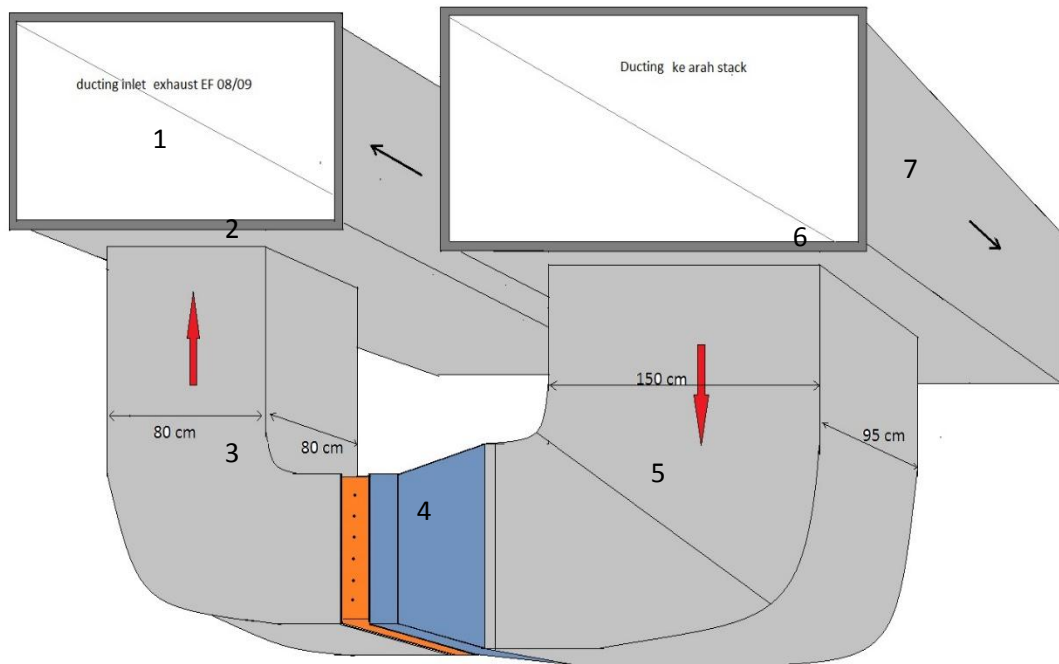 ducting inlet exhaust EF 08/09
Ducting ke arah stack
1
7
2
6
150 cm
80 cm
80 cm
95 cm
3
5
4